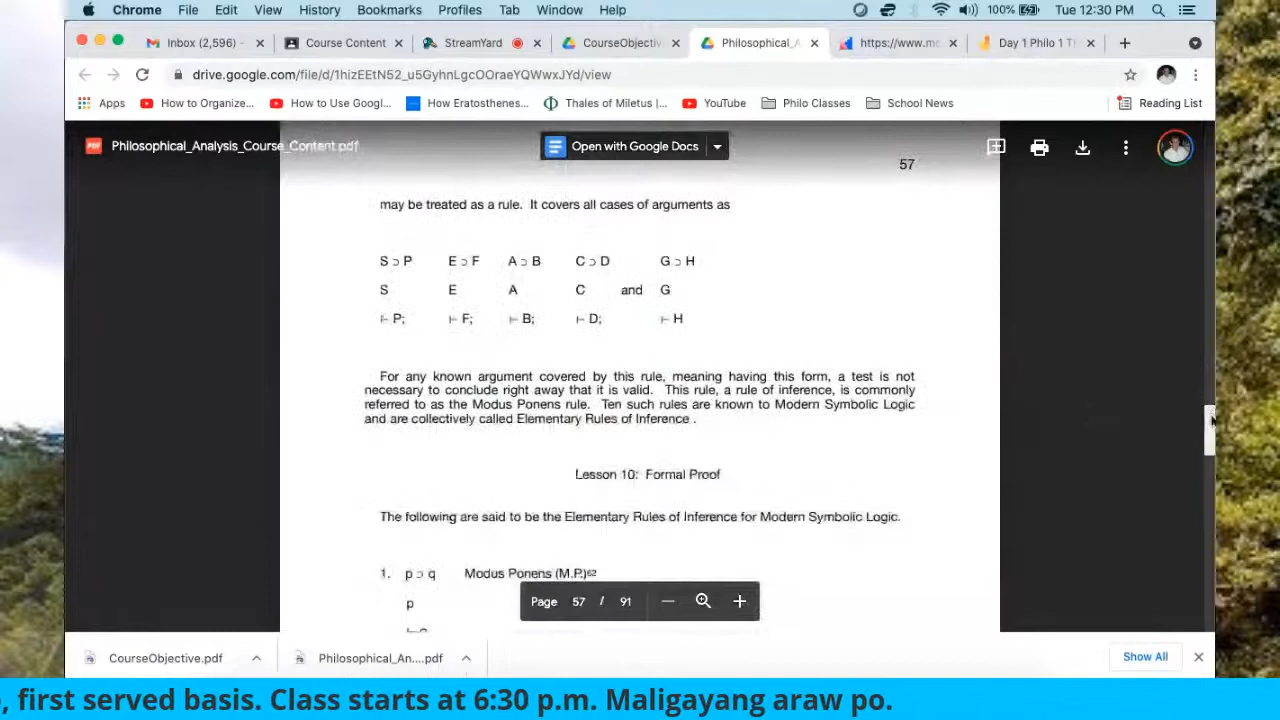 Chrome File Edit View History Bookmarks Profiles Tab Window Help 100% Tue 12:30 PM
Inbox (2,596) - Course Content StreamYard CourseObjectiv Philosophical_A https://www.me Day 1 Philo 1 T
drive.google.com/file/d/1hizEEtN52_u5GyhnLgcOOraeYQWwxJYd/view
Apps How to Organize... How to Use Googl... How Eratosthenes... Thales of Miletus |... YouTube Philo Classes School News Reading List
PDF Philosophical_Analysis_Course_Content.pdf Open with Google Docs
57
may be treated as a rule. It covers all cases of arguments as
S ⊃ P E ⊃ F A ⊃ B C ⊃ D G ⊃ H
S E A C and G
⊢ P; ⊢ F; ⊢ B; ⊢ D; ⊢ H
For any known argument covered by this rule, meaning having this form, a test is not
necessary to conclude right away that it is valid. This rule, a rule of inference, is commonly
referred to as the Modus Ponens rule. Ten such rules are known to Modern Symbolic Logic
and are collectively called Elementary Rules of Inference .
Lesson 10: Formal Proof
The following are said to be the Elementary Rules of Inference for Modern Symbolic Logic.
1. p ⊃ q Modus Ponens (M.P.)62
p
Page 57 / 91
CourseObjective.pdf Philosophical_An....pdf Show All
, first served basis. Class starts at 6:30 p.m. Maligayang araw po.